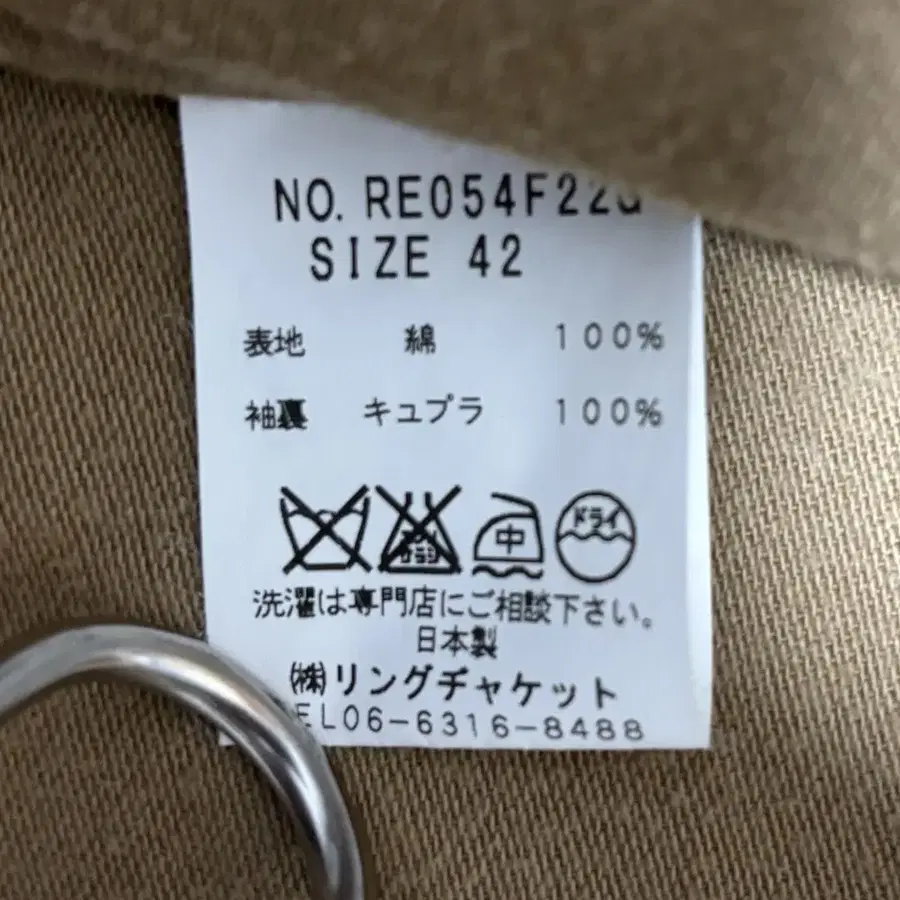 NO. RE054F22G
SIZE 42
表地 綿 100%
袖裏 キュプラ 100%
中 ドライ
洗濯は専門店にご相談下さい。
日本製
㈱リングヂャケット
EL06-6316-8488